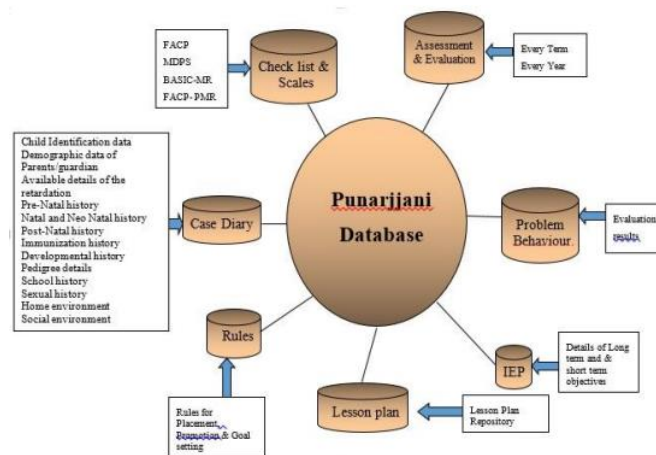 FACP
MDPS
BASIC-MR
FACP-PMR
Check list &
Scales
Assessment
& Evaluation
Every Term
Every Year
Child Identification data
Demographic data of
Parents/guardian
Available details of the
retardation
Pre-Natal history
Natal and Neo Natal history
Post-Natal history
Immunization history
Developmental history
Pedigree details
School history
Sexual history
Home environment
Social environment
Case Diary
Punarjjani
Database
Problem
Behaviour.
Evaluation
results
Rules
Rules for
Placement,
Promotion & Goal
setting
Lesson plan
Lesson Plan
Repository
IEP
Details of Long
term and &
short term
objectives